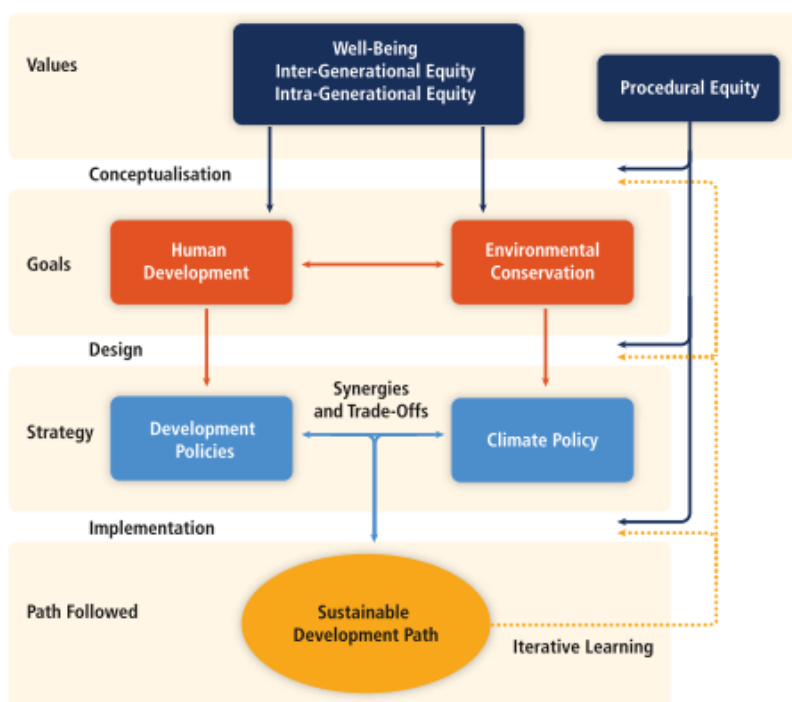 Values
Well-Being
Inter-Generational Equity
Intra-Generational Equity
Procedural Equity
Conceptualisation
Goals
Human
Development
Environmental
Conservation
Design
Strategy
Development
Policies
Synergies
and Trade-Offs
Climate Policy
Implementation
Path Followed
Sustainable
Development Path
Iterative Learning